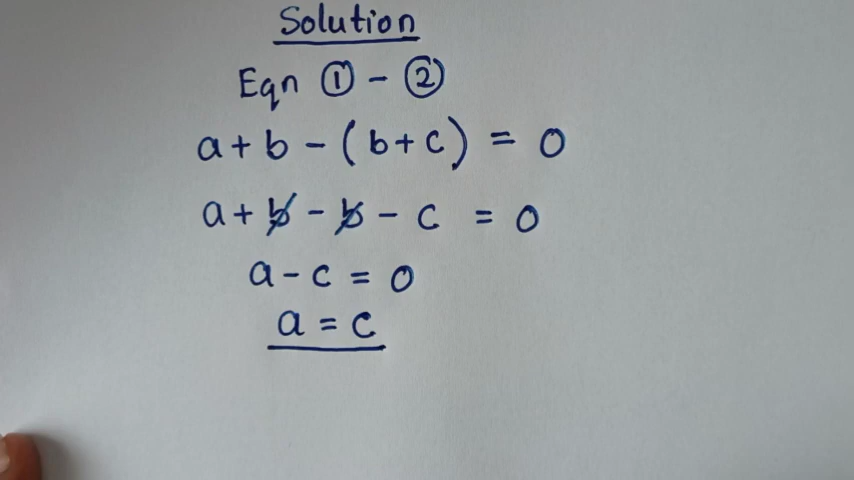 Solution
Eqn ① - ②
a + b - (b + c) = 0
a + b - b - c = 0
a - c = 0
a = c